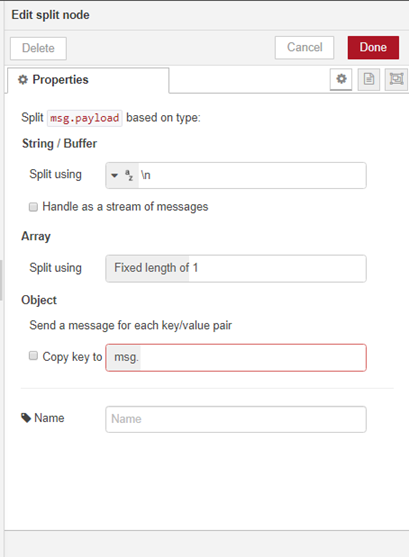 Edit split node
Delete
Cancel
Done
Properties
Split msg.payload based on type:
String / Buffer
Split using
az \n
Handle as a stream of messages
Array
Split using
Fixed length of 1
Object
Send a message for each key/value pair
Copy key to
msg.
Name
Name